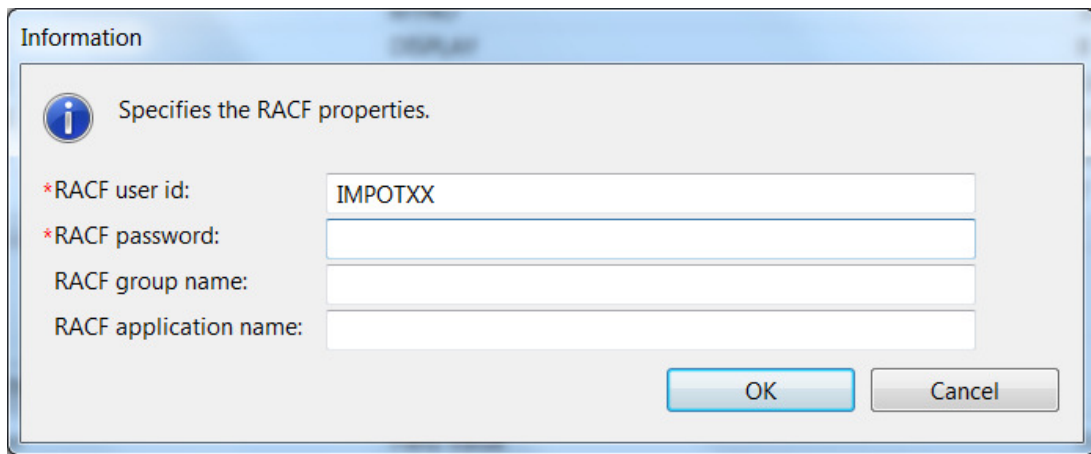 DISPLAY
Information
Specifies the RACF properties.
*RACF user id:
IMPOTXX
*RACF password:
RACF group name:
RACF application name:
OK
Cancel